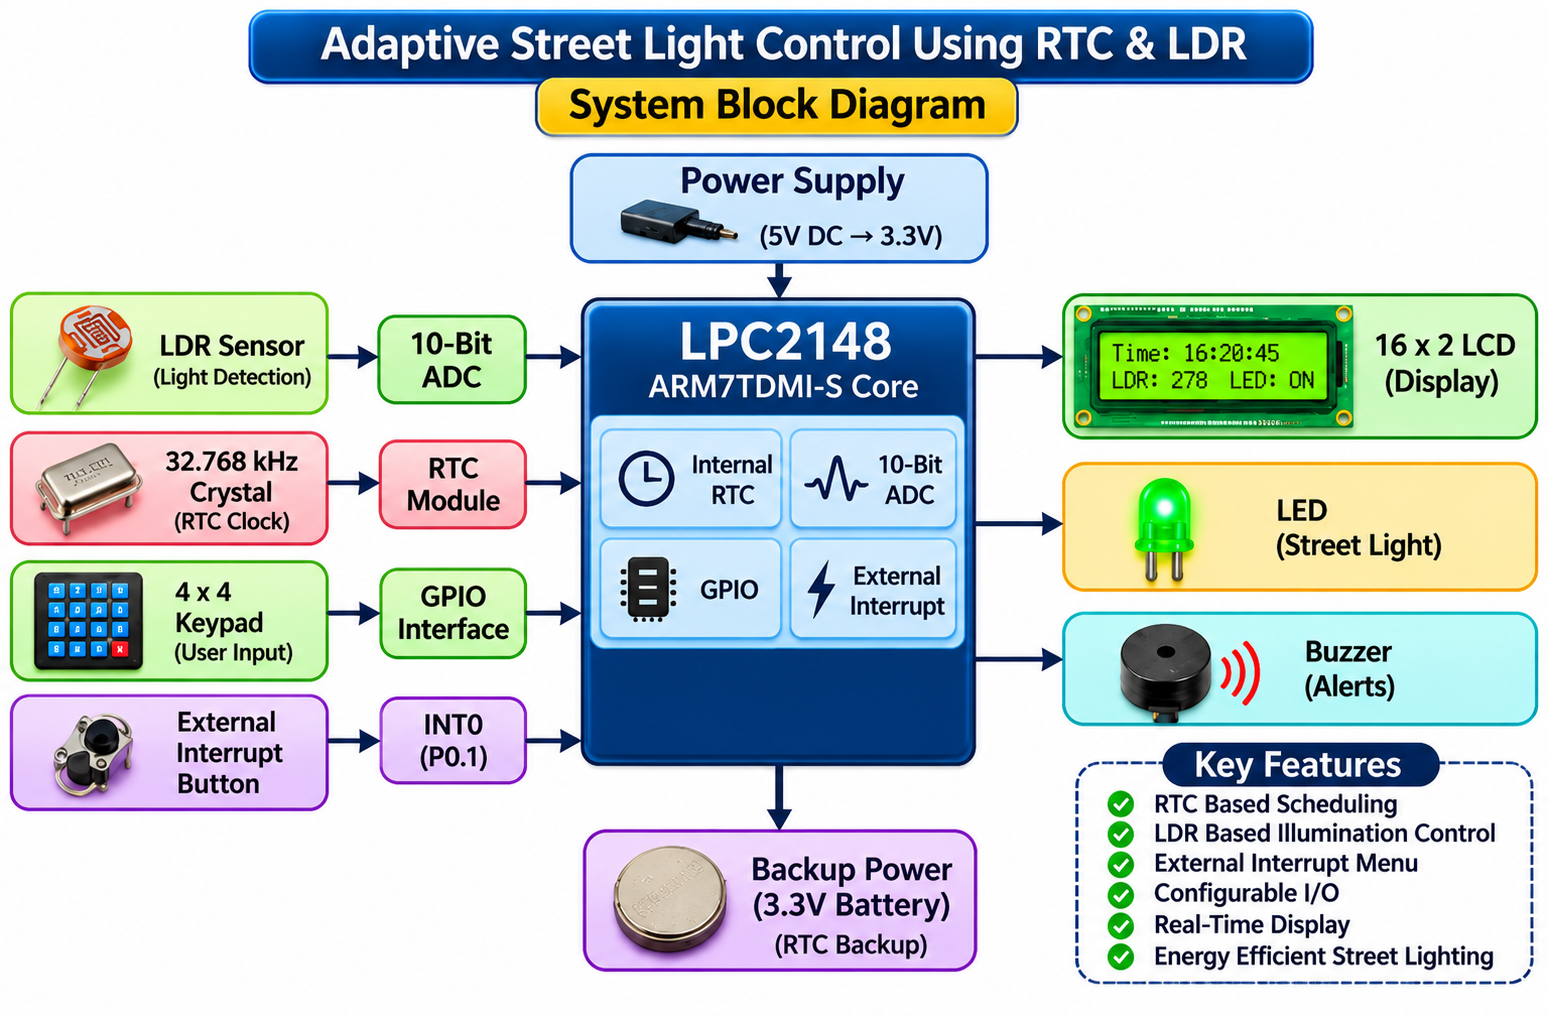 Adaptive Street Light Control Using RTC & LDR
System Block Diagram
Power Supply
(5V DC → 3.3V)
LDR Sensor
(Light Detection)
10-Bit
ADC
32.768 kHz
Crystal
(RTC Clock)
RTC
Module
4 x 4
Keypad
(User Input)
GPIO
Interface
External
Interrupt
Button
INT0
(P0.1)
LPC2148
ARM7TDMI-S Core
Internal
RTC
10-Bit
ADC
GPIO
External
Interrupt
Time: 16:20:45
LDR: 278 LED: ON
16 x 2 LCD
(Display)
LED
(Street Light)
Buzzer
(Alerts)
Backup Power
(3.3V Battery)
(RTC Backup)
Key Features
RTC Based Scheduling
LDR Based Illumination Control
External Interrupt Menu
Configurable I/O
Real-Time Display
Energy Efficient Street Lighting